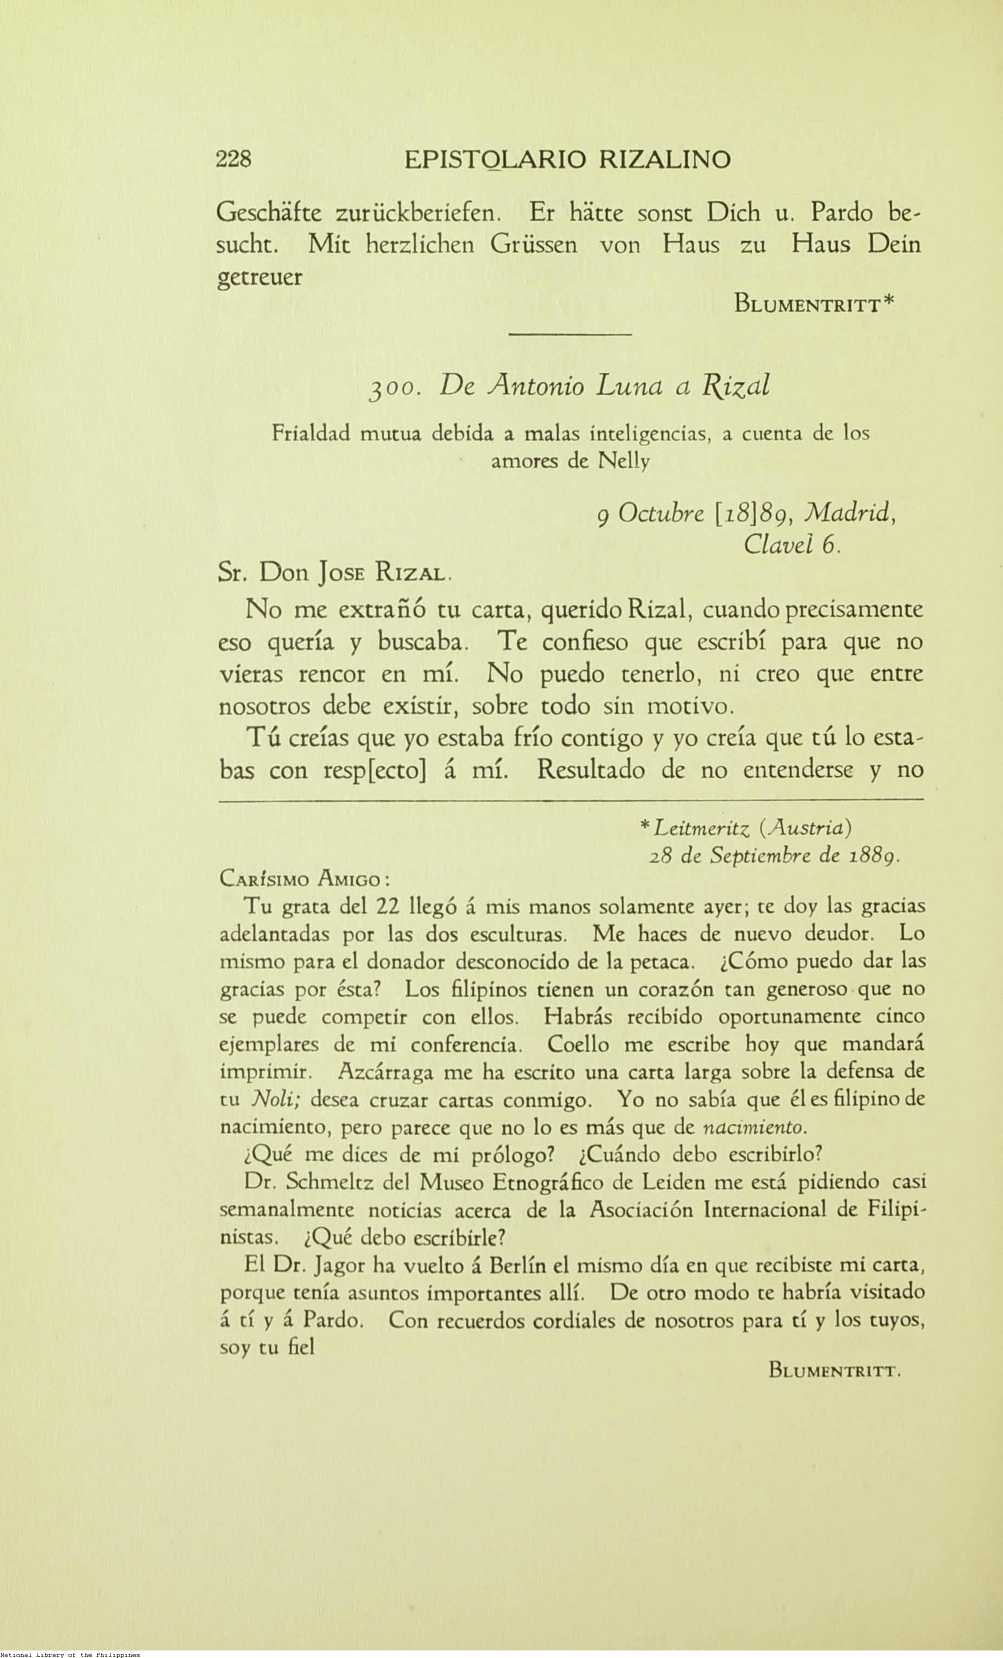 228 EPISTOLARIO RIZALINO
Geschäfte zurückberiefen. Er hätte sonst Dich u. Pardo be-
sucht. Mit herzlichen Grüssen von Haus zu Haus Dein
getreuer
BLUMENTRITT*
300. De Antonio Luna a Rizal
Frialdad mutua debida a malas inteligencias, a cuenta de los
amores de Nelly
9 Octubre [18]89, Madrid,
Clavel 6.
Sr. Don JOSE RIZAL.
No me extrañó tu carta, querido Rizal, cuando precisamente
eso quería y buscaba. Te confieso que escribí para que no
vieras rencor en mí. No puedo tenerlo, ni creo que entre
nosotros debe existir, sobre todo sin motivo.
Tú creías que yo estaba frío contigo y yo creía que tú lo esta-
bas con resp[ecto] á mí. Resultado de no entenderse y no
*Leitmeritz (Austria)
28 de Septiembre de 1889.
CARÍSIMO AMIGO:
Tu grata del 22 llegó á mis manos solamente ayer; te doy las gracias
adelantadas por las dos esculturas. Me haces de nuevo deudor. Lo
mismo para el donador desconocido de la petaca. ¿Cómo puedo dar las
gracias por ésta? Los filipinos tienen un corazón tan generoso que no
se puede competir con ellos. Habrás recibido oportunamente cinco
ejemplares de mi conferencia. Coello me escribe hoy que mandará
imprimir. Azcárraga me ha escrito una carta larga sobre la defensa de
tu Noli; desea cruzar cartas conmigo. Yo no sabía que él es filipino de
nacimiento, pero parece que no lo es más que de nacimiento.
¿Qué me dices de mi prólogo? ¿Cuándo debo escribirlo?
Dr. Schmeltz del Museo Etnográfico de Leiden me está pidiendo casi
semanalmente noticias acerca de la Asociación Internacional de Filipi-
nistas. ¿Qué debo escribirle?
El Dr. Jagor ha vuelto á Berlín el mismo día en que recibiste mi carta,
porque tenía asuntos importantes allí. De otro modo te habría visitado
á tí y á Pardo. Con recuerdos cordiales de nosotros para tí y los tuyos,
soy tu fiel
BLUMENTRITT.
National Library of the Philippines